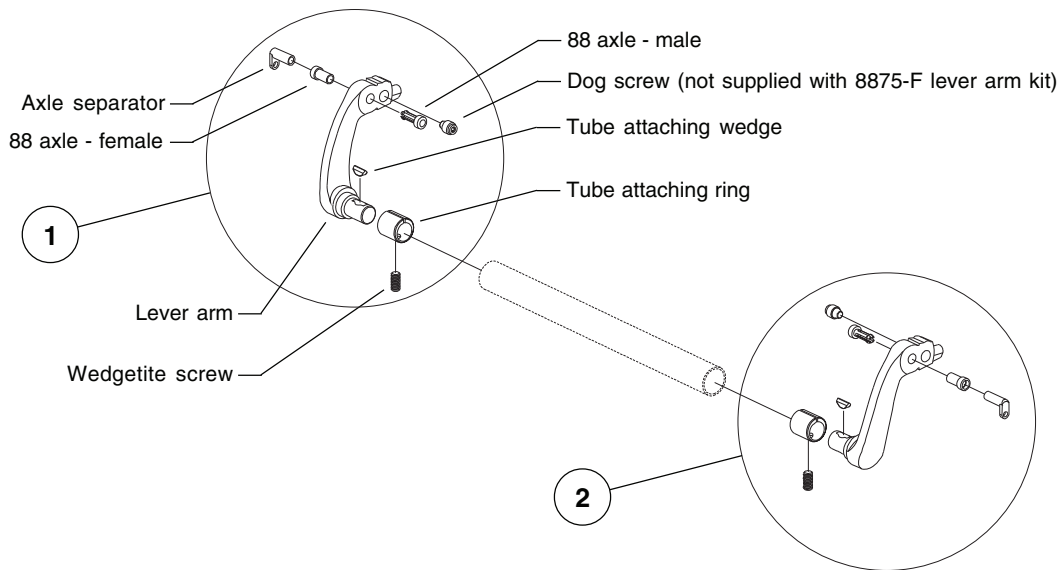 88 axle - male
Dog screw (not supplied with 8875-F lever arm kit)
Axle separator
Tube attaching wedge
88 axle - female
Tube attaching ring
1
Lever arm
Wedgetite screw
2